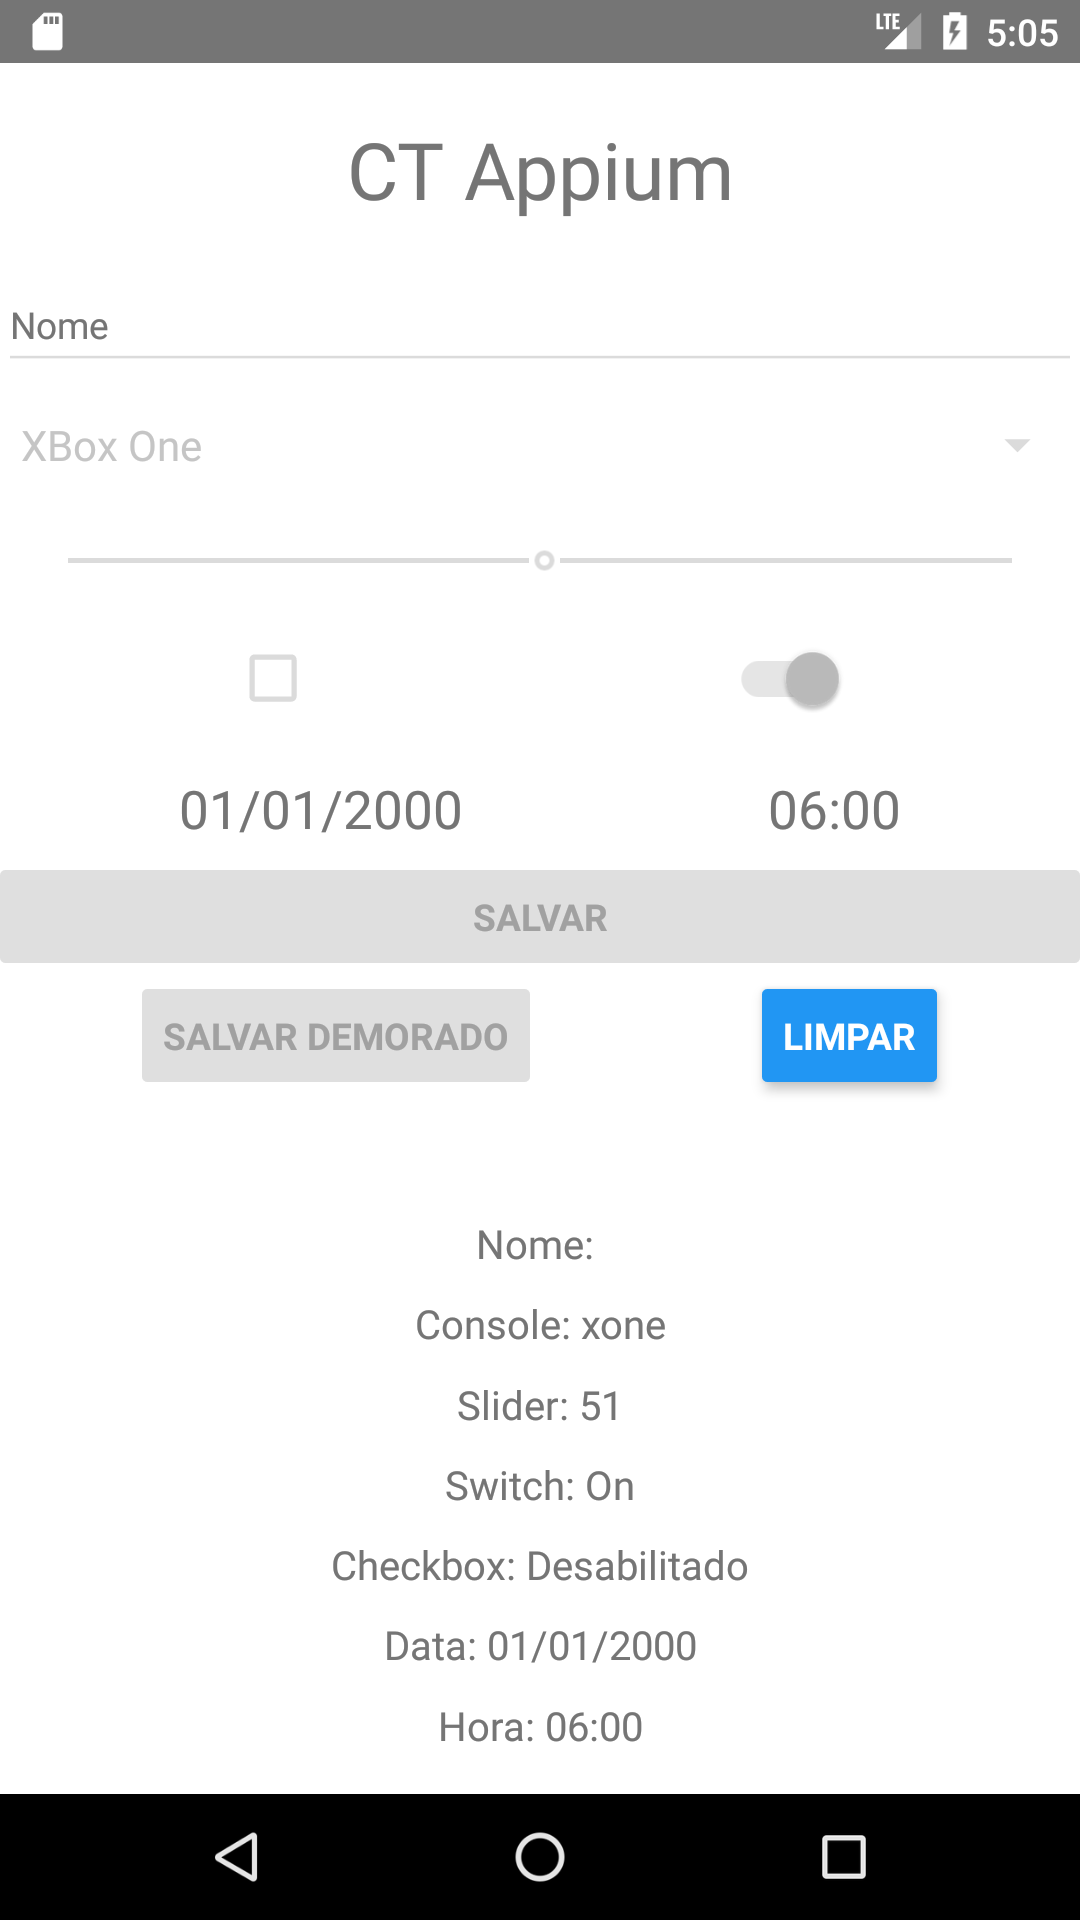 LTE 5:05
CT Appium
Nome
XBox One
01/01/2000 06:00
SALVAR
SALVAR DEMORADO LIMPAR
Nome:
Console: xone
Slider: 51
Switch: On
Checkbox: Desabilitado
Data: 01/01/2000
Hora: 06:00